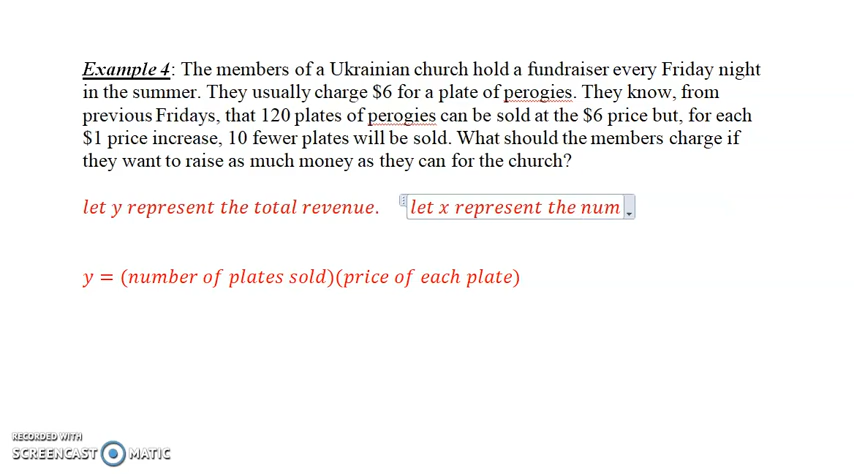 Example 4: The members of a Ukrainian church hold a fundraiser every Friday night
in the summer. They usually charge $6 for a plate of perogies. They know, from
previous Fridays, that 120 plates of perogies can be sold at the $6 price but, for each
$1 price increase, 10 fewer plates will be sold. What should the members charge if
they want to raise as much money as they can for the church?
let y represent the total revenue. let x represent the num
y = (number of plates sold)(price of each plate)
RECORDED WITH
SCREENCAST MATIC